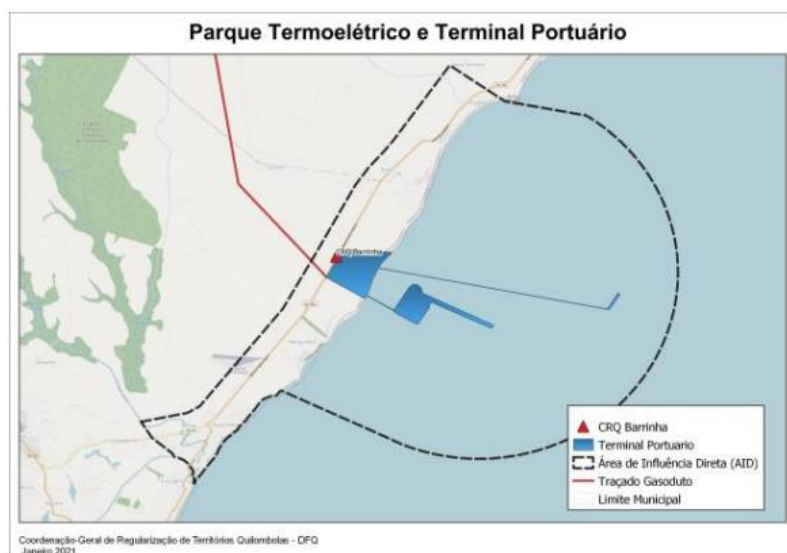 Parque Termoelétrico e Terminal Portuário
CRQ Barrinha
CRQ Barrinha
Terminal Portuario
Área de Influência Direta (AID)
Traçado Gasoduto
Limite Municipal
Coordenação-Geral de Regularização de Territórios Quilombolas - DFQ
Janeiro 2021